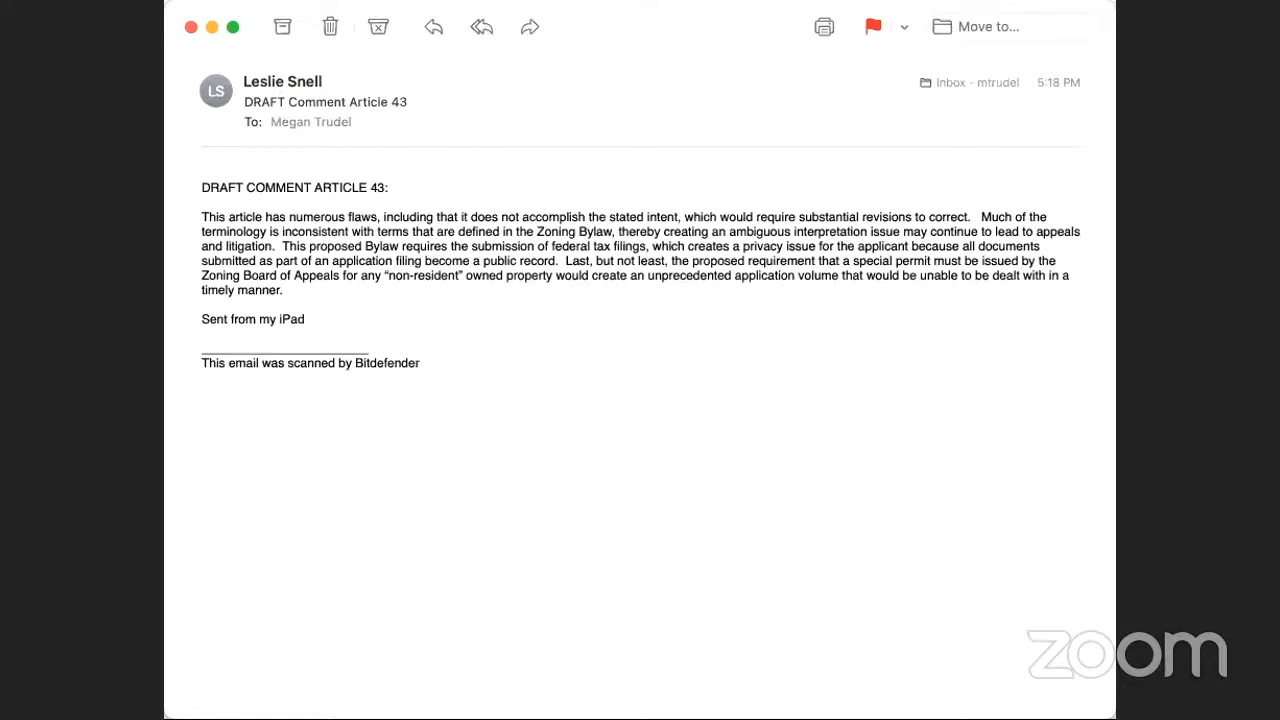 Move to...
LS
Leslie Snell
Inbox - mtrudel 5:18 PM
DRAFT Comment Article 43
To: Megan Trudel
DRAFT COMMENT ARTICLE 43:
This article has numerous flaws, including that it does not accomplish the stated intent, which would require substantial revisions to correct.   Much of the
terminology is inconsistent with terms that are defined in the Zoning Bylaw, thereby creating an ambiguous interpretation issue may continue to lead to appeals
and litigation.  This proposed Bylaw requires the submission of federal tax filings, which creates a privacy issue for the applicant because all documents
submitted as part of an application filing become a public record.  Last, but not least, the proposed requirement that a special permit must be issued by the
Zoning Board of Appeals for any “non-resident” owned property would create an unprecedented application volume that would be unable to be dealt with in a
timely manner.
Sent from my iPad
This email was scanned by Bitdefender
zoom